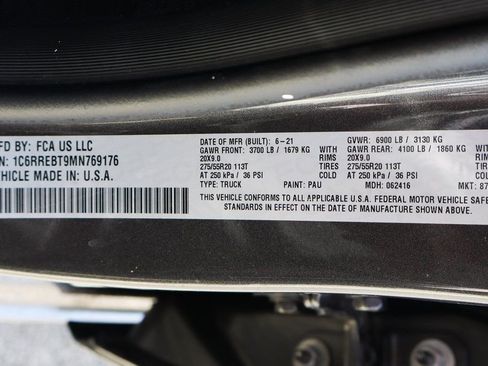 MFD BY: FCA US LLC
N: 1C6RREBT9MN769176
VEHICLE MADE IN: U.S.A.
DATE OF MFR (BUILT): 6-21 GVWR: 6900 LB / 3130 KG
GAWR FRONT: 3700 LB / 1679 KG WITH GAWR REAR: 4100 LB / 1860 KG
20X9.0 RIMS 20X9.0
275/55R20 113T TIRES 275/55R20 113T
AT 250 kPa / 36 PSI COLD AT 250 kPa / 36 PSI
TYPE: TRUCK PAINT: PAU MDH: 062416 MKT: 87
THIS VEHICLE CONFORMS TO ALL APPLICABLE U.S.A. FEDERAL MOTOR VEHICLE SAFE
STANDARDS IN EFFECT ON THE DATE OF MANUFACTURE SHOWN ABOVE.